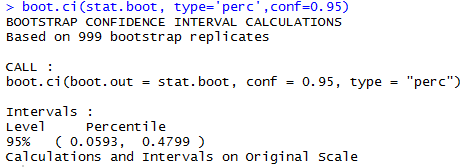 > boot.ci(stat.boot, type='perc',conf=0.95)
BOOTSTRAP CONFIDENCE INTERVAL CALCULATIONS
Based on 999 bootstrap replicates
CALL :
boot.ci(boot.out = stat.boot, conf = 0.95, type = "perc")
Intervals :
Level     Percentile
95%   ( 0.0593,  0.4799 )
Calculations and Intervals on Original Scale